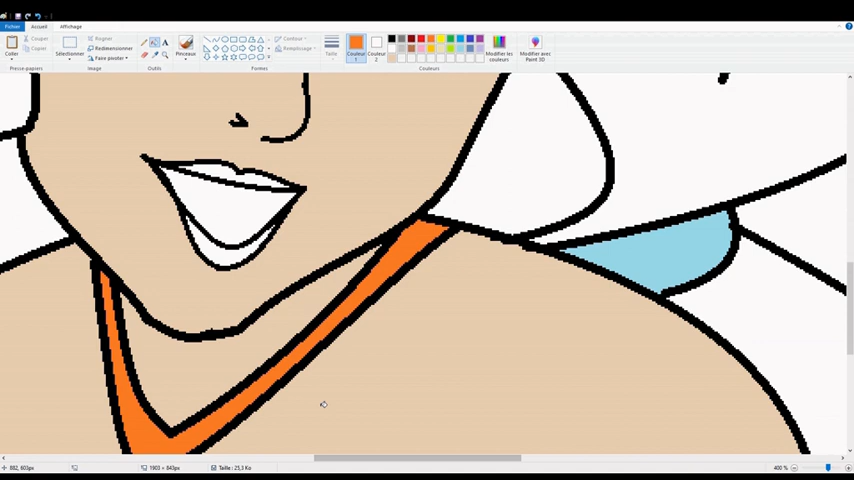 Fichier Accueil Affichage
Coller
Couper
Copier
Presse-papiers
Sélectionner
Rogner
Redimensionner
Faire pivoter
Image
A
Outils
Pinceaux
Contour
Remplissage
Formes
Taille
Couleur 1
Couleur 2
Modifier les couleurs
Modifier avec Paint 3D
Couleurs
882, 603px
1903 × 843px
Taille : 25,3 Ko
400 %